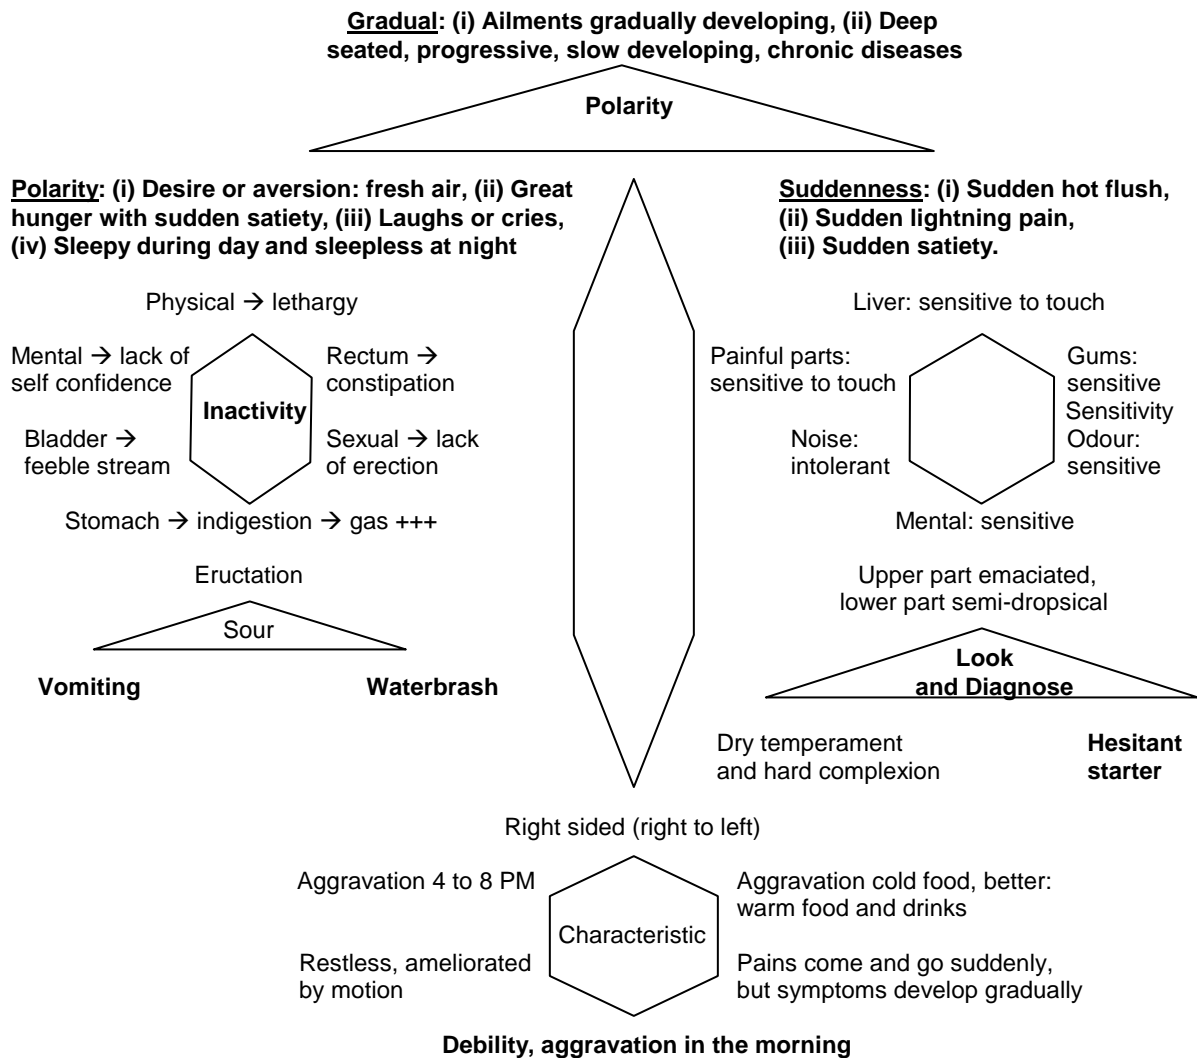 Gradual: (i) Ailments gradually developing, (ii) Deep
seated, progressive, slow developing, chronic diseases
Polarity
Polarity: (i) Desire or aversion: fresh air, (ii) Great
hunger with sudden satiety, (iii) Laughs or cries,
(iv) Sleepy during day and sleepless at night
Suddenness: (i) Sudden hot flush,
(ii) Sudden lightning pain,
(iii) Sudden satiety.
Physical → lethargy
Mental → lack of
self confidence
Rectum →
constipation
Inactivity
Bladder →
feeble stream
Sexual → lack
of erection
Stomach → indigestion → gas +++
Liver: sensitive to touch
Painful parts:
sensitive to touch
Gums:
sensitive
Sensitivity
Noise:
intolerant
Odour:
sensitive
Mental: sensitive
Eructation
Sour
Vomiting
Waterbrash
Upper part emaciated,
lower part semi-dropsical
Look
and Diagnose
Dry temperament
and hard complexion
Hesitant
starter
Right sided (right to left)
Aggravation 4 to 8 PM
Aggravation cold food, better:
warm food and drinks
Characteristic
Restless, ameliorated
by motion
Pains come and go suddenly,
but symptoms develop gradually
Debility, aggravation in the morning